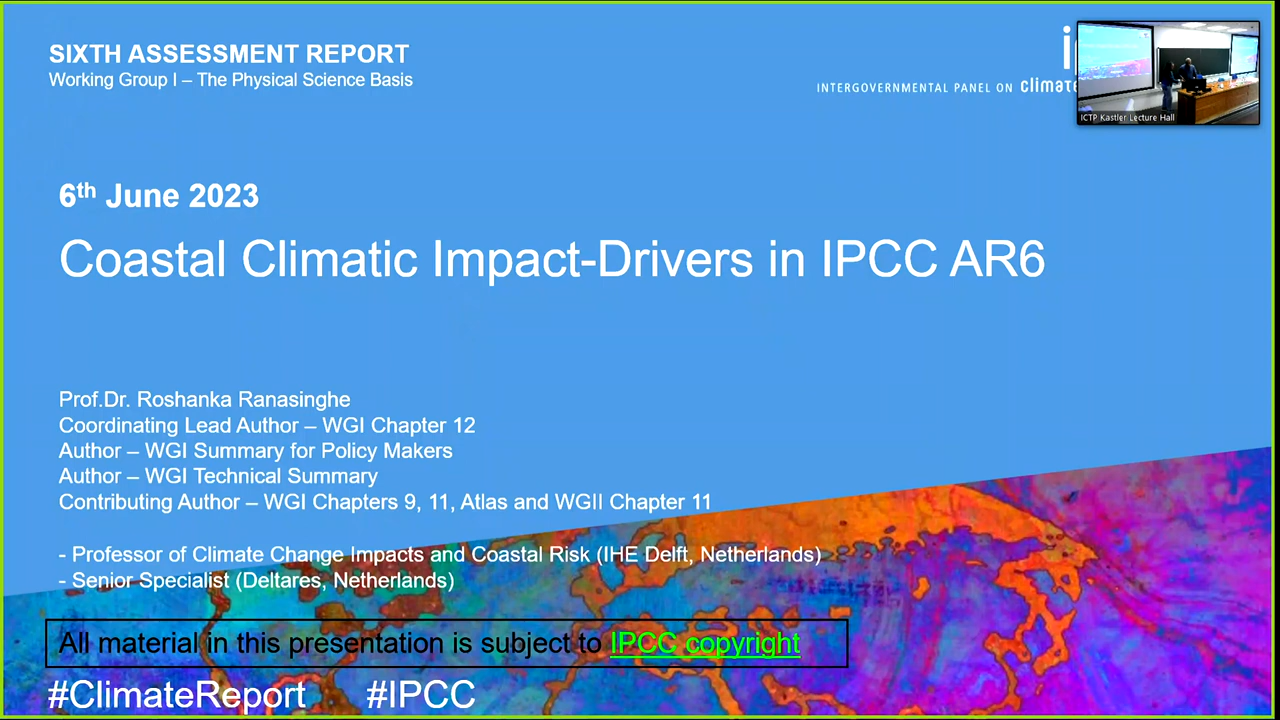 SIXTH ASSESSMENT REPORT
Working Group I – The Physical Science Basis
INTERGOVERNMENTAL PANEL ON
ICTP Kastler Lecture Hall
6th June 2023
Coastal Climatic Impact-Drivers in IPCC AR6
Prof.Dr. Roshanka Ranasinghe
Coordinating Lead Author – WGI Chapter 12
Author – WGI Summary for Policy Makers
Author – WGI Technical Summary
Contributing Author – WGI Chapters 9, 11, Atlas and WGII Chapter 11
- Professor of Climate Change Impacts and Coastal Risk (IHE Delft, Netherlands)
- Senior Specialist (Deltares, Netherlands)
All material in this presentation is subject to IPCC copyright
#ClimateReport #IPCC